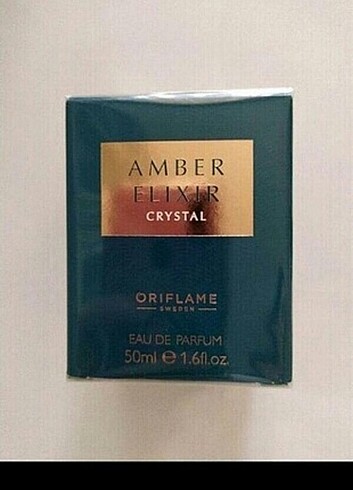 AMBER
ELIXIR
CRYSTAL
ORIFLAME
SWEDEN
EAU DE PARFUM
50ml ℮ 1.6fl.oz.